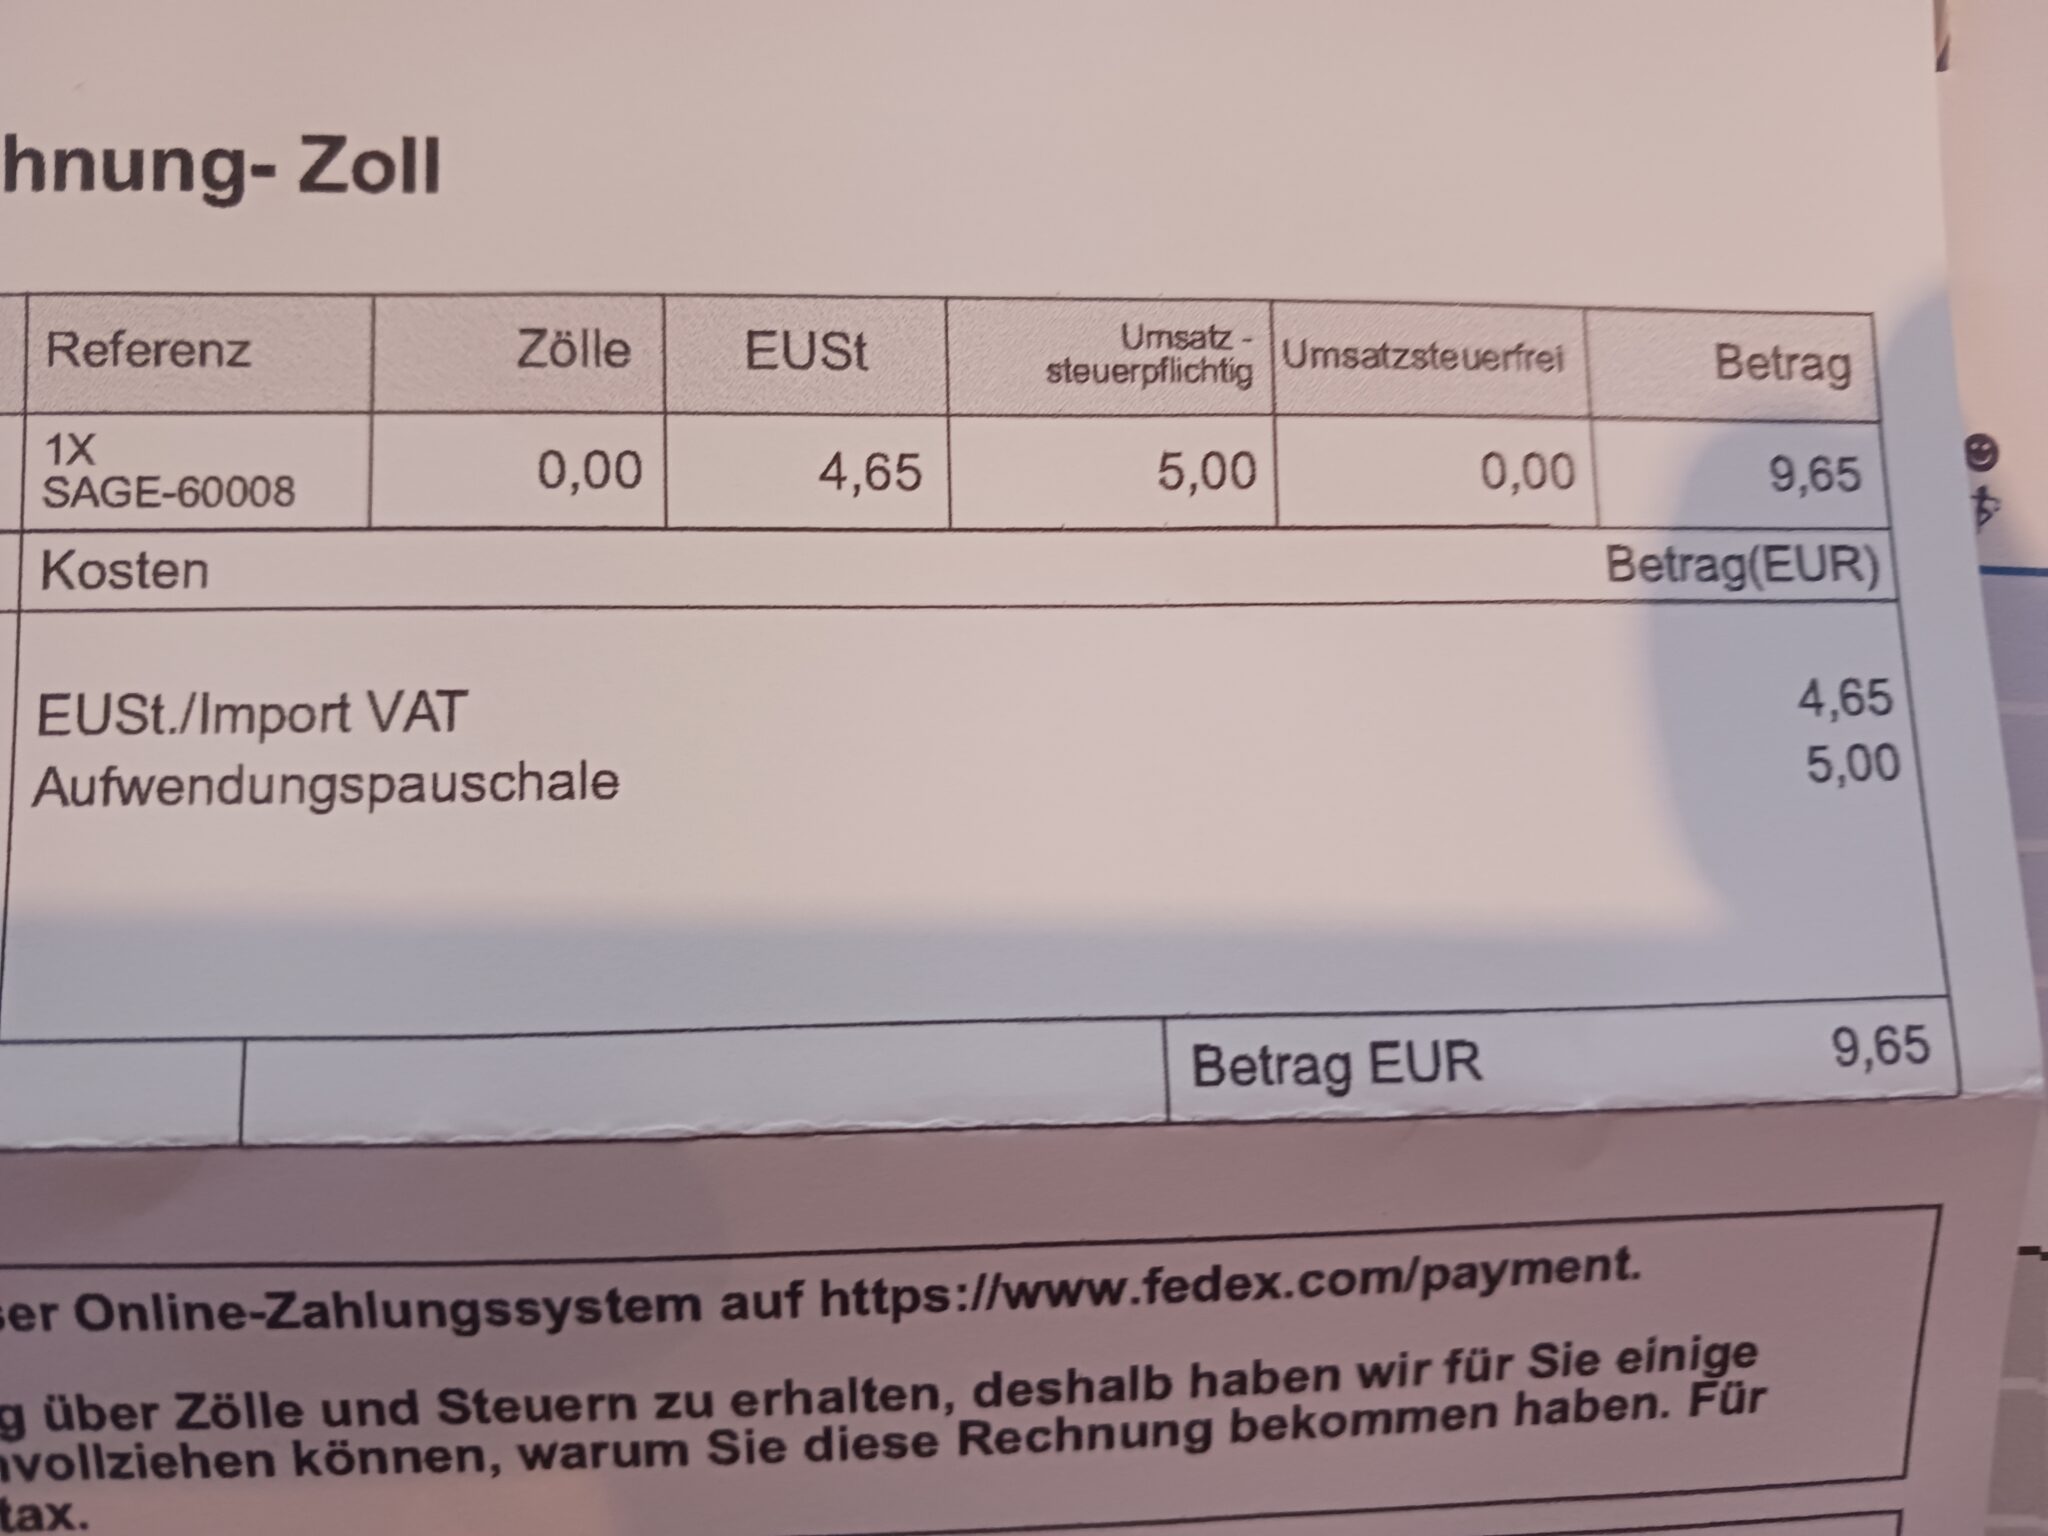 hnung- Zoll
Referenz Zölle EUSt Umsatz - steuerpflichtig Umsatzsteuerfrei Betrag
1X
SAGE-60008 0,00 4,65 5,00 0,00 9,65
Kosten Betrag(EUR)
EUSt./Import VAT 4,65
Aufwendungspauschale 5,00
Betrag EUR 9,65
ser Online-Zahlungssystem auf https://www.fedex.com/payment.
g über Zölle und Steuern zu erhalten, deshalb haben wir für Sie einige
vollziehen können, warum Sie diese Rechnung bekommen haben. Für
tax.